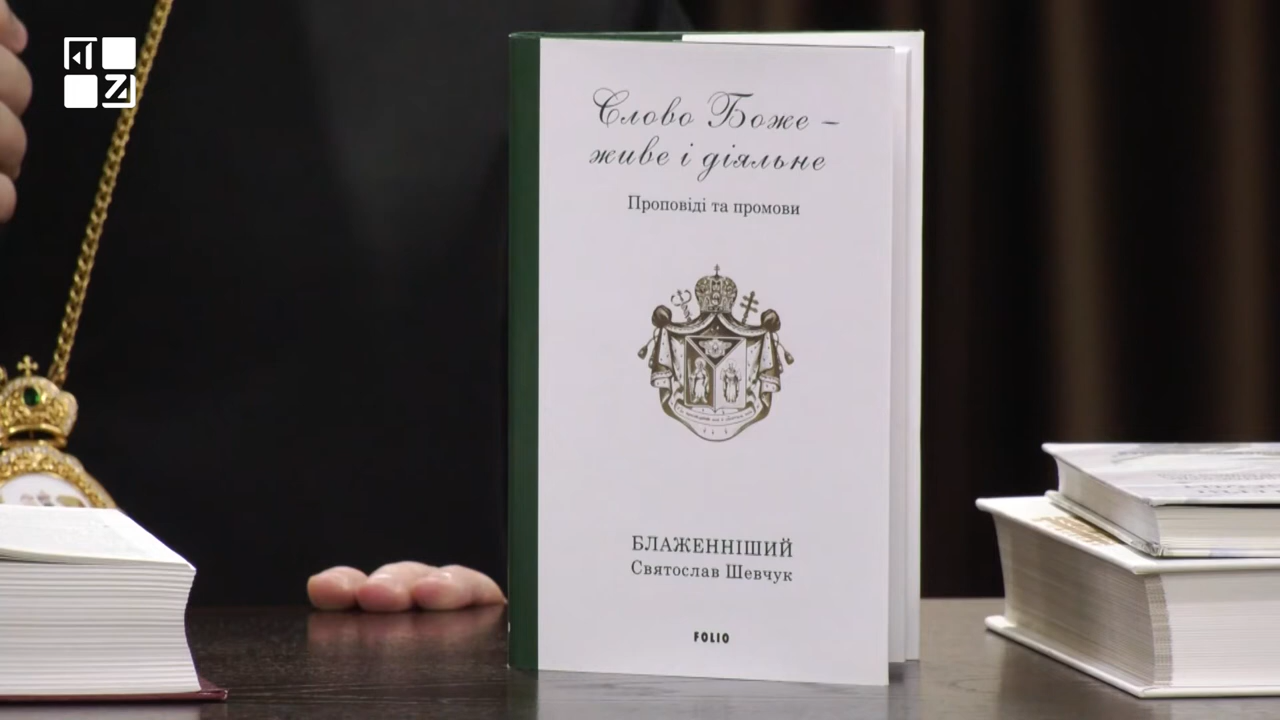 Слово Боже –
живе і діяльне
Проповіді та промови
БЛАЖЕННІШИЙ
Святослав Шевчук
FOLIO